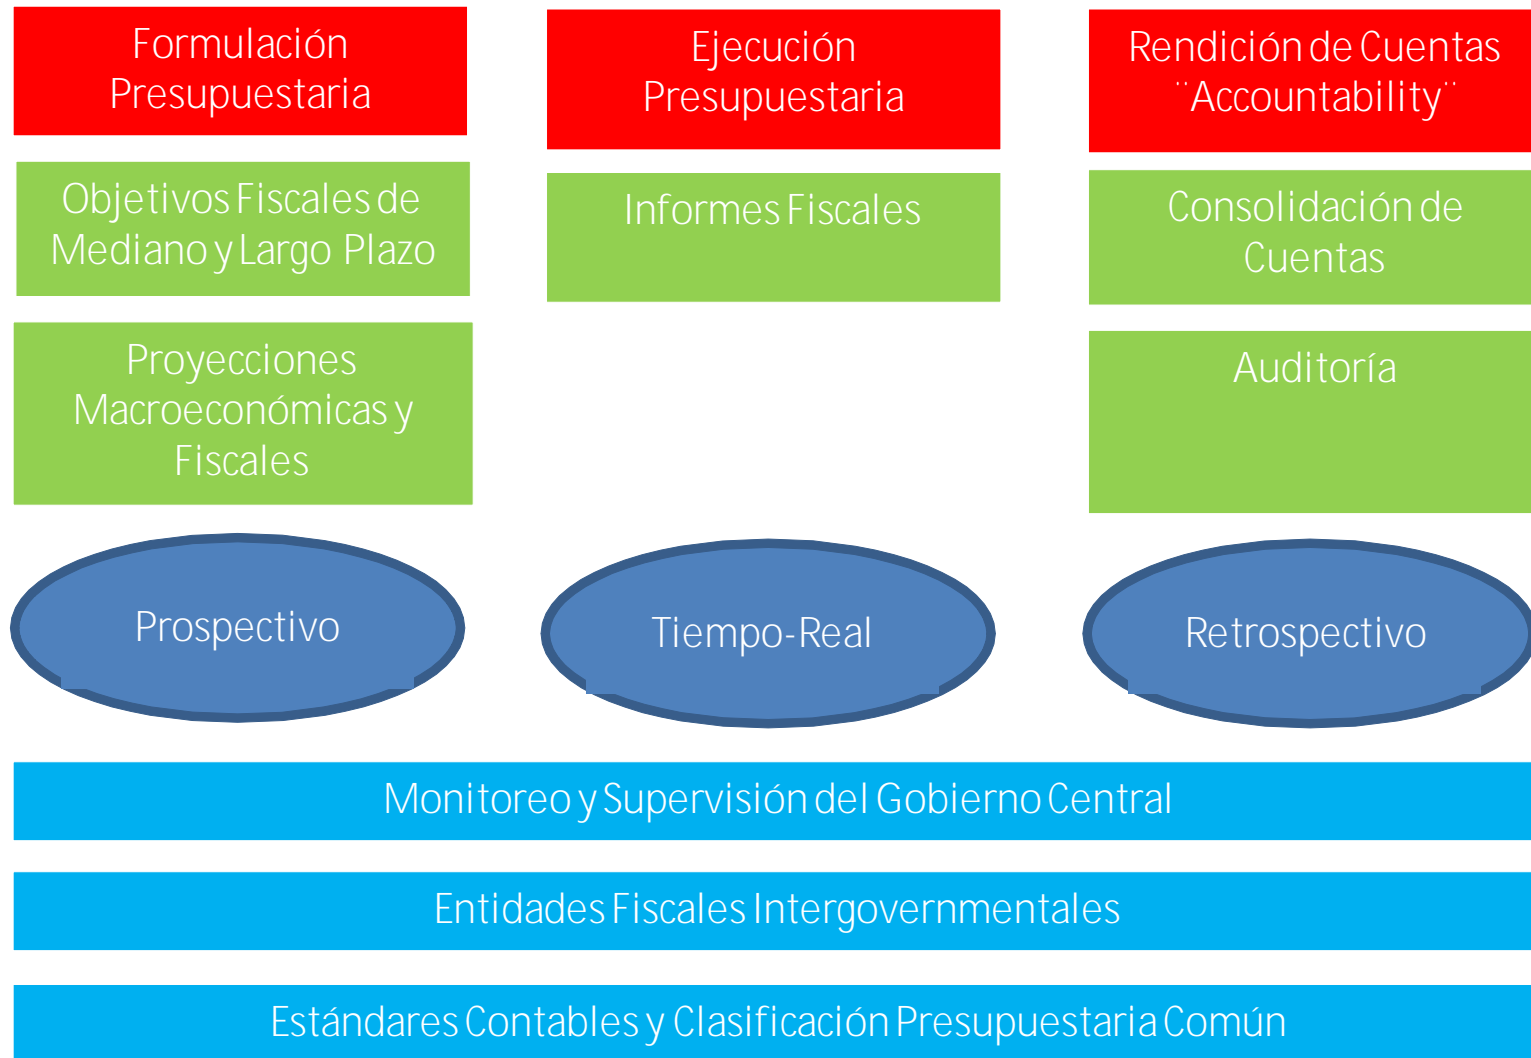 Formulación
Presupuestaria
Ejecución
Presupuestaria
Rendición de Cuentas
¨Accountability¨
Objetivos Fiscales de
Mediano y Largo Plazo
Informes Fiscales
Consolidación de
Cuentas
Proyecciones
Macroeconómicas y
Fiscales
Auditoría
Prospectivo
Tiempo-Real
Retrospectivo
Monitoreo y Supervisión del Gobierno Central
Entidades Fiscales Intergovernmentales
Estándares Contables y Clasificación Presupuestaria Común